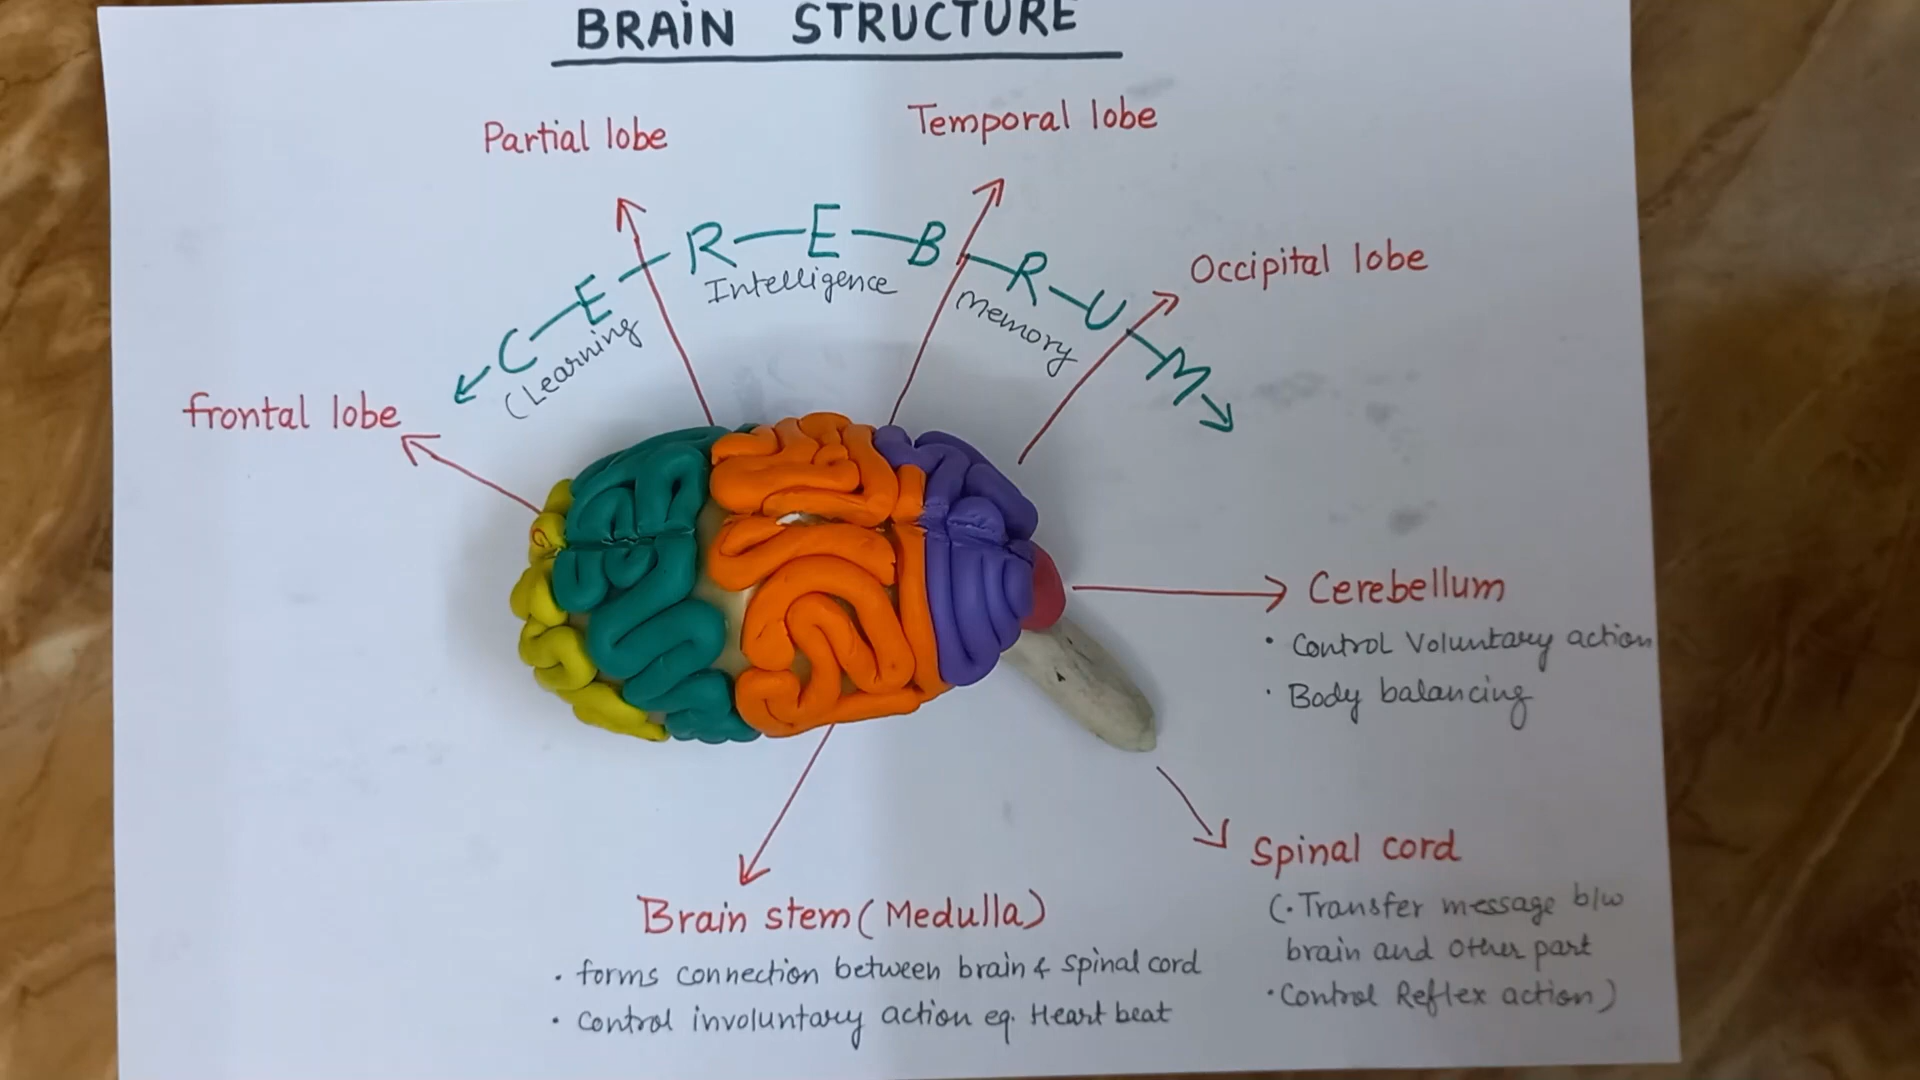 BRAIN STRUCTURE
Partial lobe
Temporal lobe
C-E-R-E-B-R-U-M
Occipital lobe
(Learning
Intelligence
Memory
frontal lobe
Cerebellum
• Control Voluntary action
• Body balancing
Spinal cord
(• Transfer message b/w
brain and other part
• Control Reflex action)
Brain stem (Medulla)
• forms connection between brain & spinal cord
• Control involuntary action eg. Heart beat